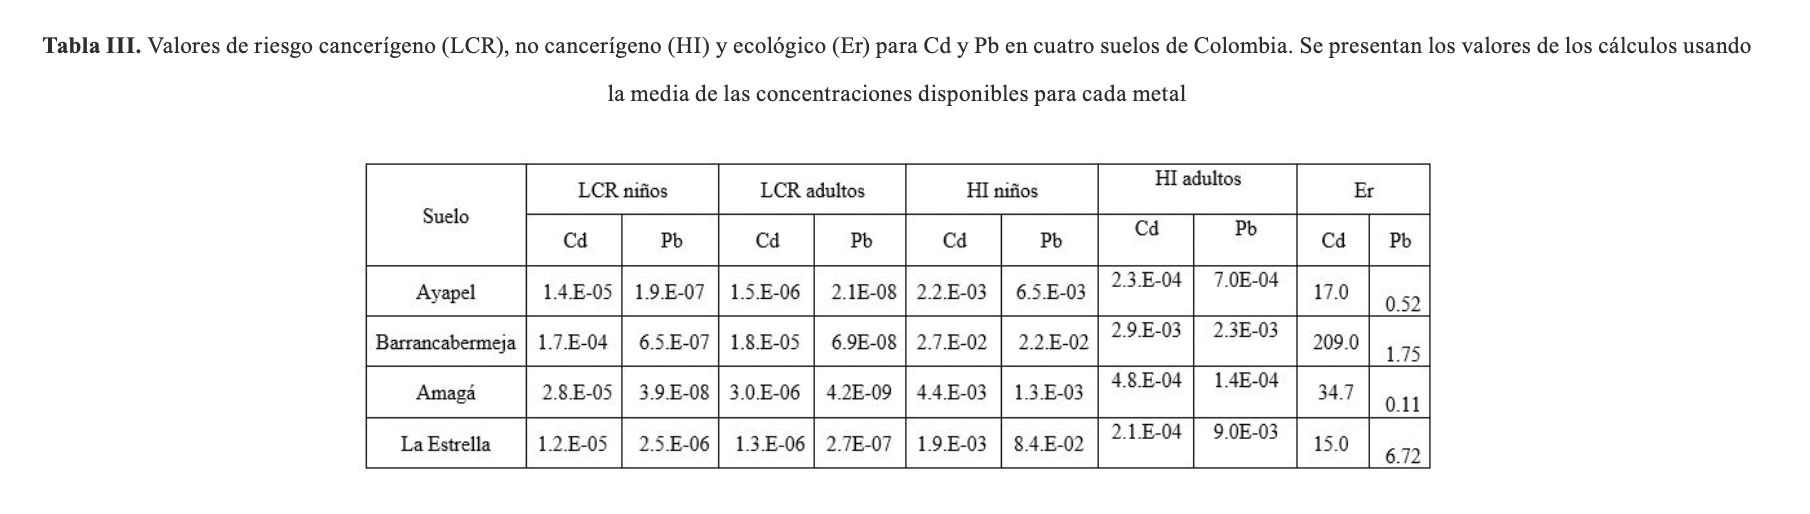 Tabla III. Valores de riesgo cancerígeno (LCR), no cancerígeno (HI) y ecológico (Er) para Cd y Pb en cuatro suelos de Colombia. Se presentan los valores de los cálculos usando
la media de las concentraciones disponibles para cada metal
Suelo LCR niños LCR adultos HI niños HI adultos Er
Cd Pb Cd Pb Cd Pb Cd Pb Cd Pb
Ayapel 1.4.E-05 1.9.E-07 1.5.E-06 2.1E-08 2.2.E-03 6.5.E-03 2.3.E-04 7.0E-04 17.0 0.52
Barrancabermeja 1.7.E-04 6.5.E-07 1.8.E-05 6.9E-08 2.7.E-02 2.2.E-02 2.9.E-03 2.3E-03 209.0 1.75
Amagá 2.8.E-05 3.9.E-08 3.0.E-06 4.2E-09 4.4.E-03 1.3.E-03 4.8.E-04 1.4E-04 34.7 0.11
La Estrella 1.2.E-05 2.5.E-06 1.3.E-06 2.7E-07 1.9.E-03 8.4.E-02 2.1.E-04 9.0E-03 15.0 6.72